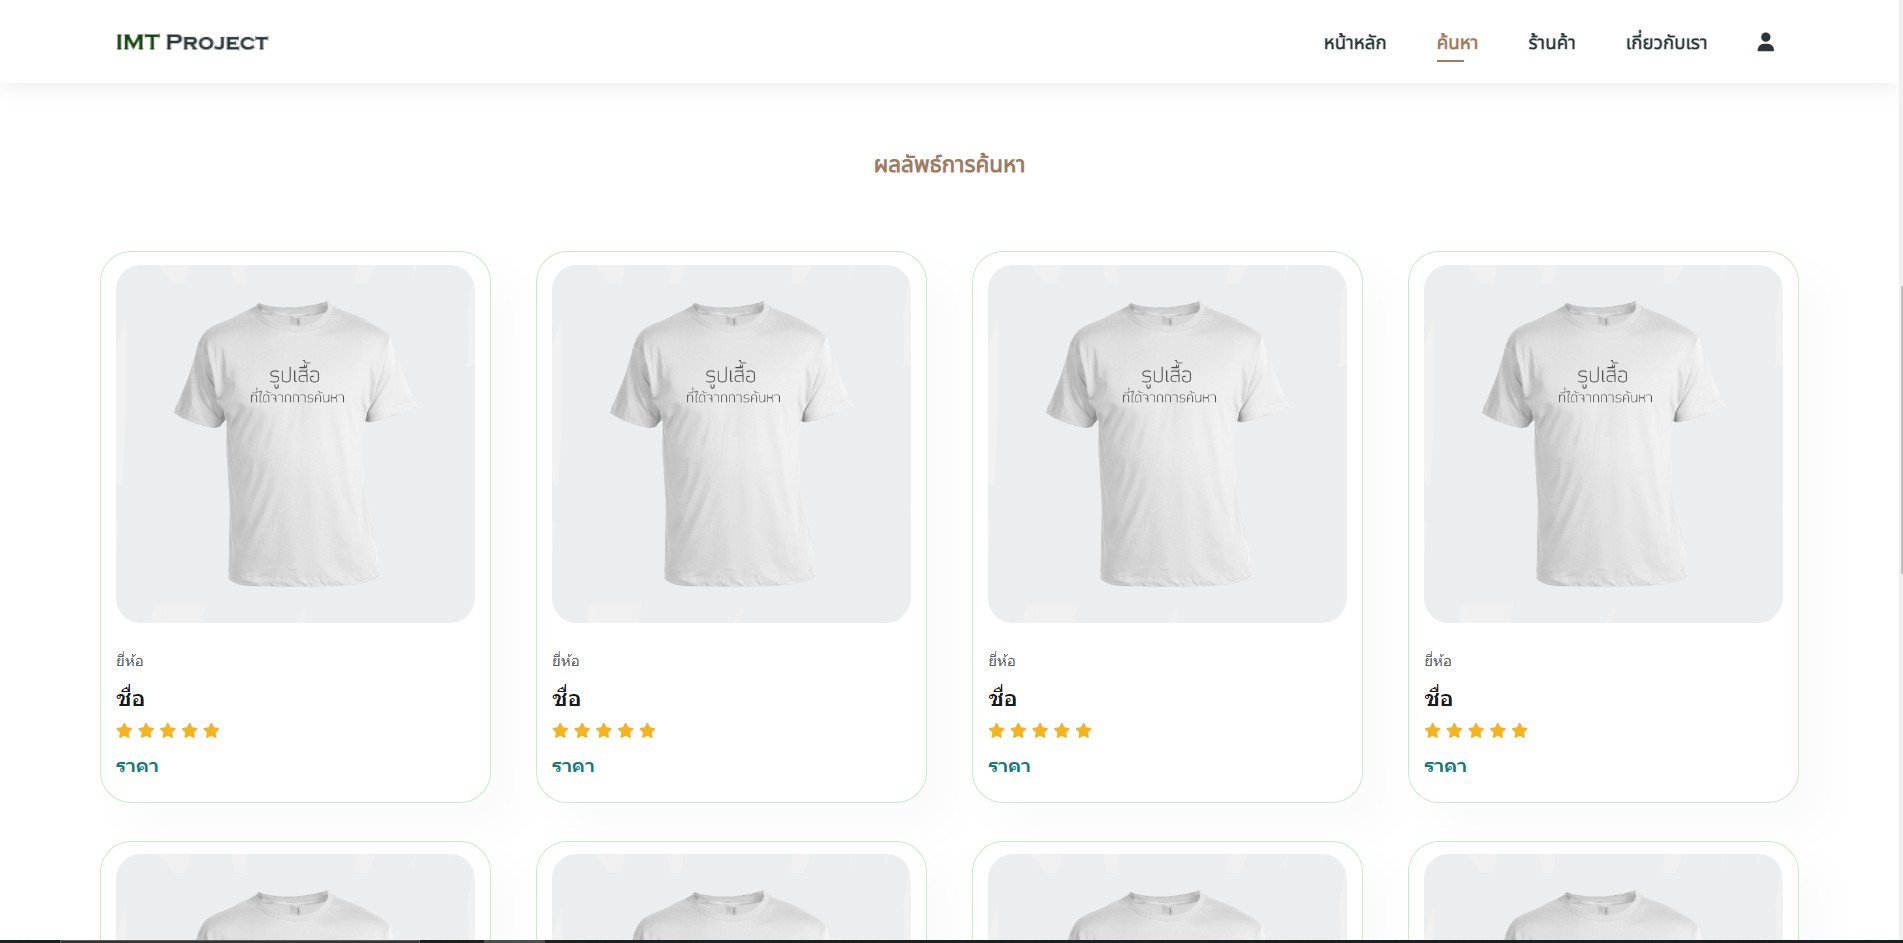 IMT PROJECT
หน้าหลัก ค้นหา ร้านค้า เกี่ยวกับเรา
ผลลัพธ์การค้นหา
รูปเสื้อ
ที่ได้จากการค้นหา
ยี่ห้อ
ชื่อ
ราคา
รูปเสื้อ
ที่ได้จากการค้นหา
ยี่ห้อ
ชื่อ
ราคา
รูปเสื้อ
ที่ได้จากการค้นหา
ยี่ห้อ
ชื่อ
ราคา
รูปเสื้อ
ที่ได้จากการค้นหา
ยี่ห้อ
ชื่อ
ราคา